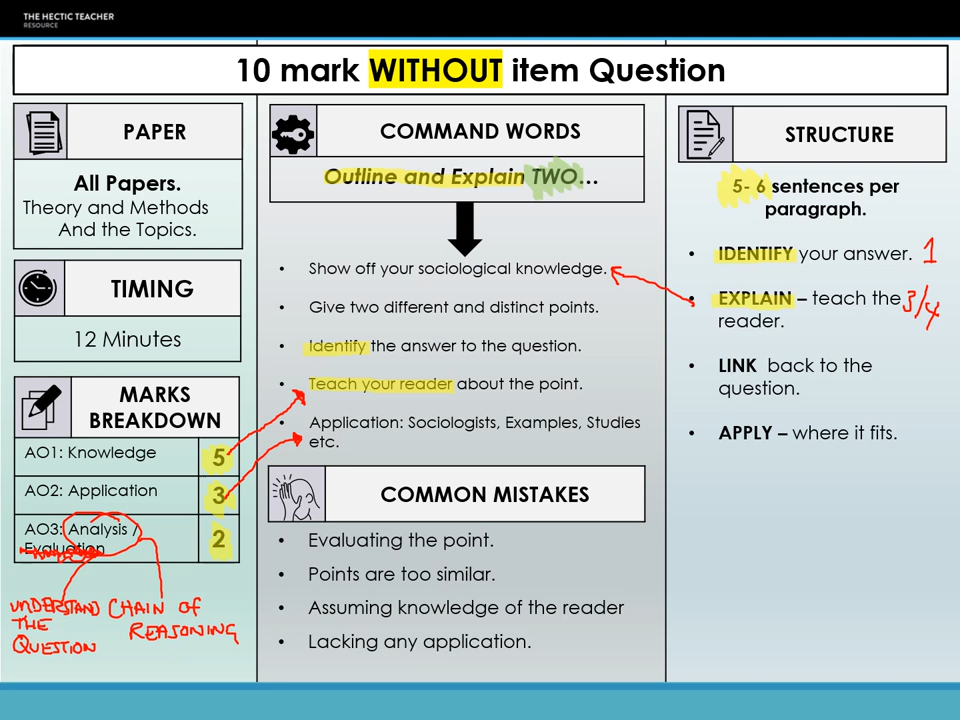 THE HECTIC TEACHER
RESOURCE
10 mark WITHOUT item Question
PAPER
All Papers.
Theory and Methods
And the Topics.
TIMING
12 Minutes
MARKS
BREAKDOWN
AO1: Knowledge 5
AO2: Application 3
AO3: Analysis / 2
Evaluation
UNDERSTAND
THE
QUESTION
CHAIN OF
REASONING
COMMAND WORDS
Outline and Explain TWO...
• Show off your sociological knowledge.
• Give two different and distinct points.
• Identify the answer to the question.
• Teach your reader about the point.
• Application: Sociologists, Examples, Studies
etc.
COMMON MISTAKES
• Evaluating the point.
• Points are too similar.
• Assuming knowledge of the reader
• Lacking any application.
STRUCTURE
5- 6 sentences per
paragraph.
• IDENTIFY your answer. 1
• EXPLAIN – teach the 3/4
reader.
• LINK back to the
question.
• APPLY – where it fits.